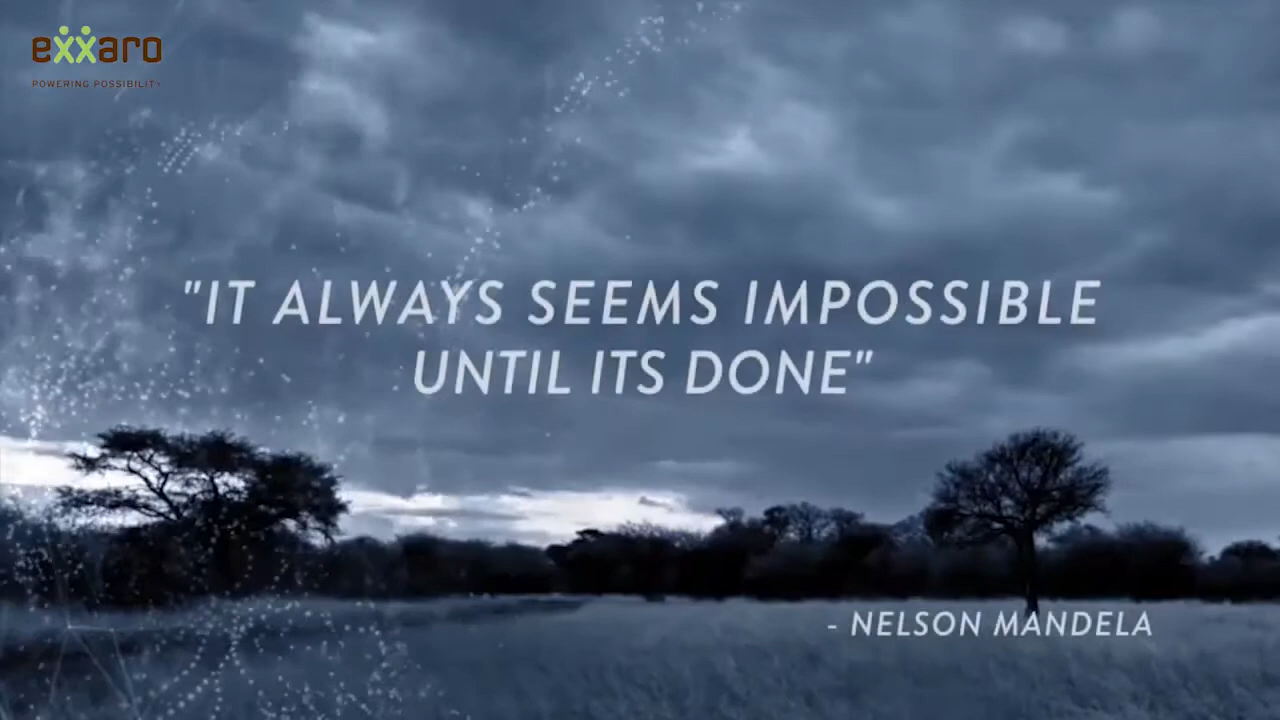 exxaro
POWERING POSSIBILITY
"IT ALWAYS SEEMS IMPOSSIBLE
UNTIL ITS DONE"
- NELSON MANDELA